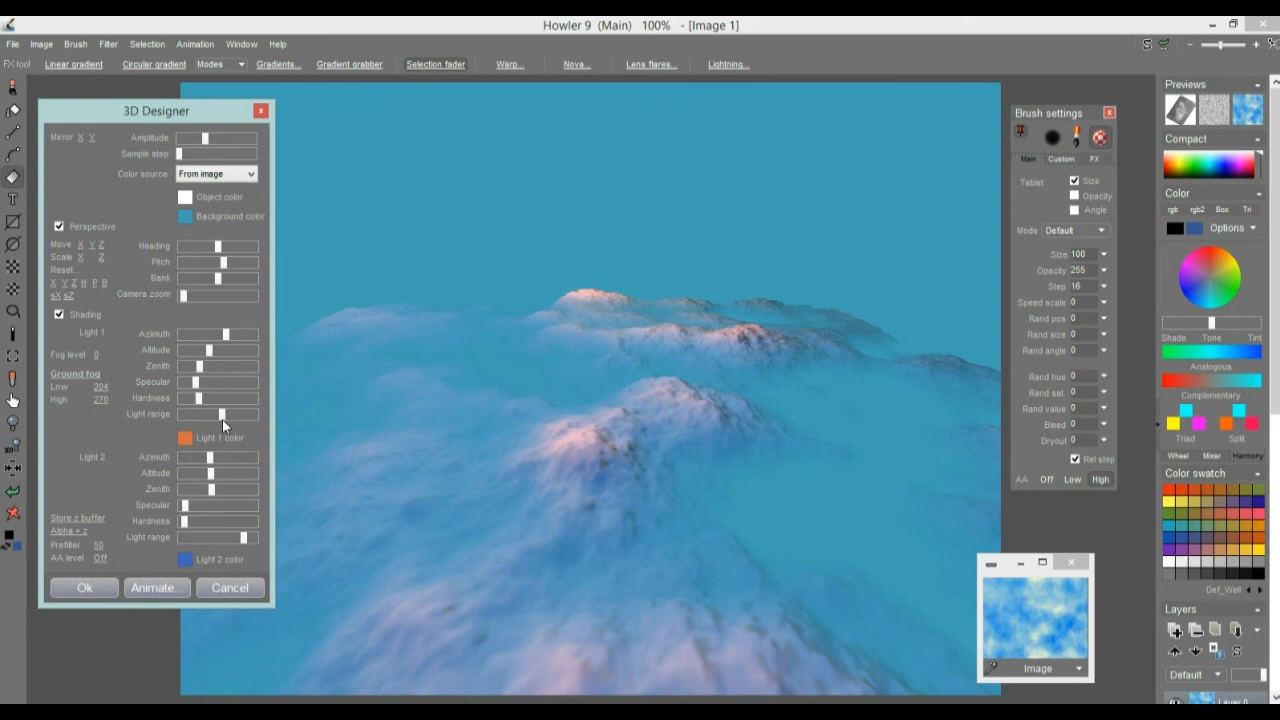 Howler 9 (Main) 100% - [Image 1]
File Image Brush Filter Selection Animation Window Help
FX tool Linear gradient Circular gradient Modes Gradients... Gradient grabber Selection fader Warp... Nova... Lens flares... Lightning...
3D Designer
Mirror X Y Amplitude
Sample step
Color source From image
Object color
Background color
Perspective
Move X Y Z Heading
Scale X Z Pitch
Reset...
X Y Z H P B Bank
sX sZ Camera zoom
Shading
Light 1 Azimuth
Altitude
Fog level 0
Zenith
Ground fog
Low 204 Specular
High 270 Hardness
Light range
Light 1 color
Light 2 Azimuth
Altitude
Zenith
Specular
Store z buffer Hardness
Alpha = z
Prefilter 50 Light range
AA level Off Light 2 color
Ok Animate... Cancel
Brush settings
Main Custom FX
Tablet Size
Opacity
Angle
Mode Default
Size 100
Opacity 255
Step 16
Speed scale 0
Rand pos 0
Rand size 0
Rand angle 0
Rand hue 0
Rand sat. 0
Rand value 0
Bleed 0
Dryout 0
Rel step
AA Off Low High
Image
Previews
Compact
Color
rgb rgb2 Box Tri
Options
Shade Tone Tint
Analogous
Complementary
Triad Split
Wheel Mixer Harmony
Color swatch
Def_Well
Layers
Default
Layer 0